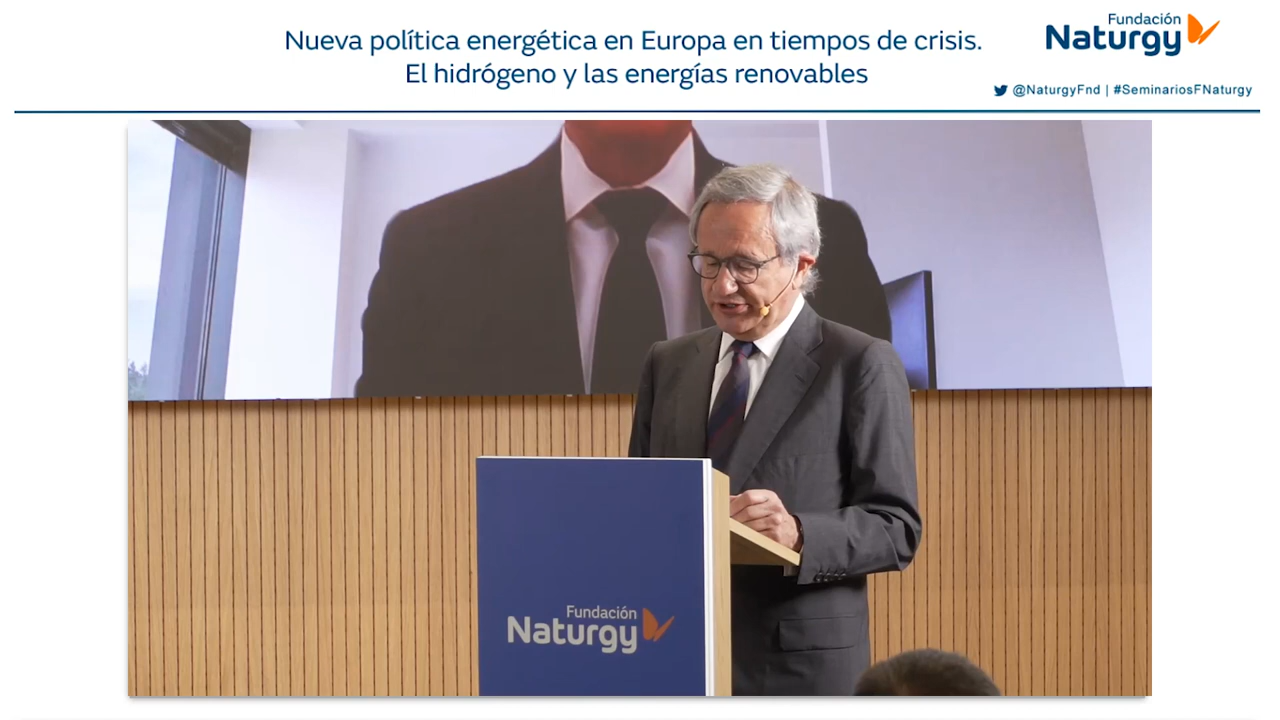 Nueva política energética en Europa en tiempos de crisis.
El hidrógeno y las energías renovables
Fundación
Naturgy
@NaturgyFnd | #SeminariosFNaturgy
Fundación
Naturgy